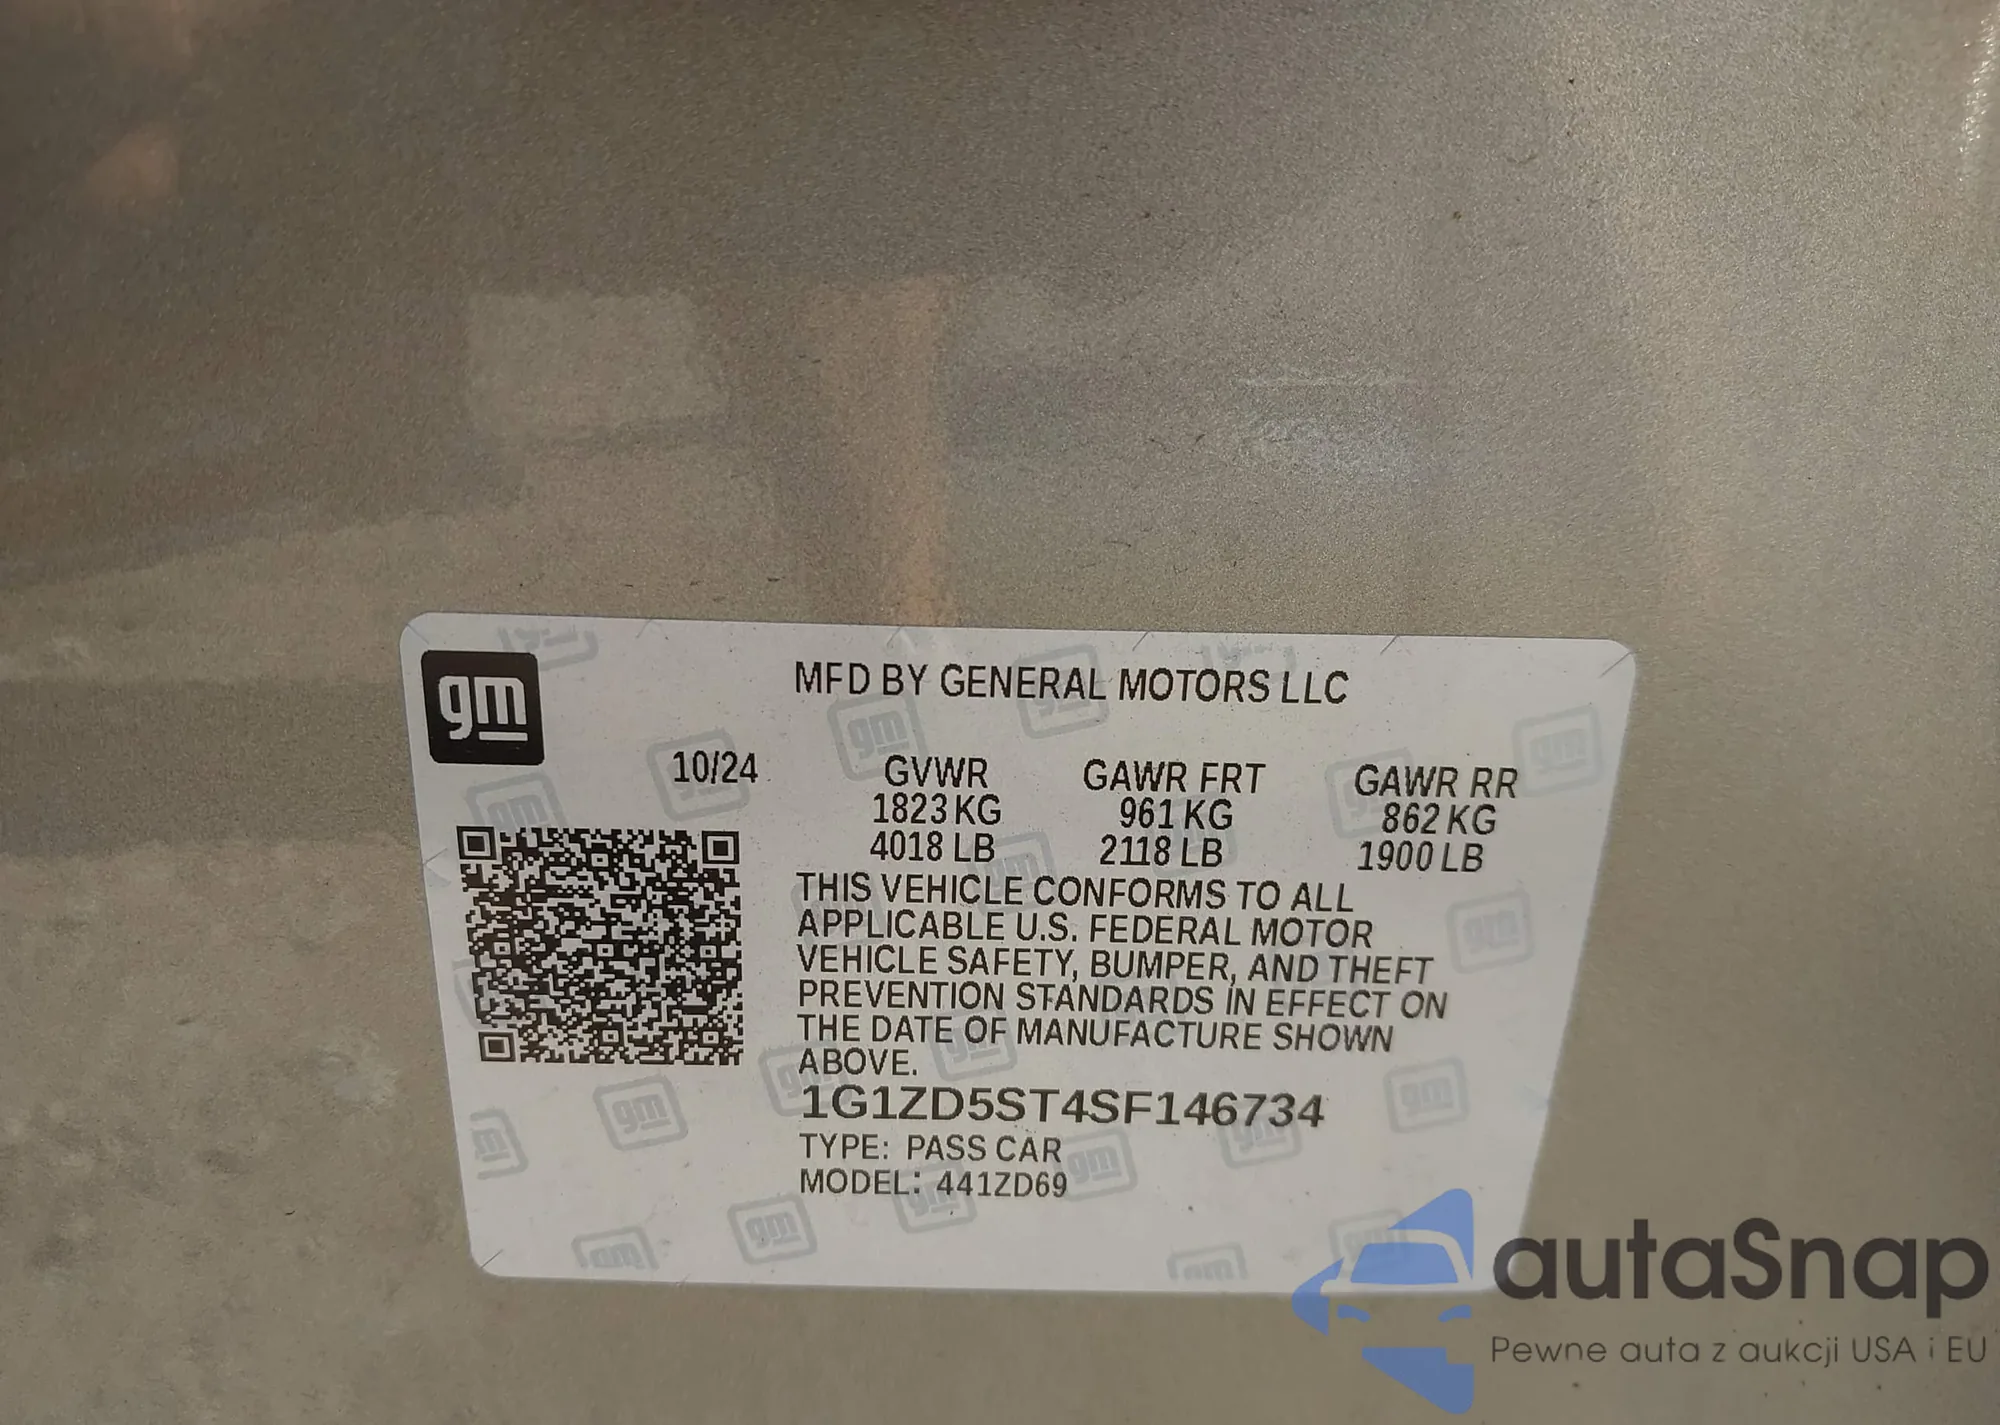 gm
MFD BY GENERAL MOTORS LLC
10/24 GVWR GAWR FRT GAWR RR
1823 KG 961 KG 862 KG
4018 LB 2118 LB 1900 LB
THIS VEHICLE CONFORMS TO ALL
APPLICABLE U.S. FEDERAL MOTOR
VEHICLE SAFETY, BUMPER, AND THEFT
PREVENTION STANDARDS IN EFFECT ON
THE DATE OF MANUFACTURE SHOWN
ABOVE.
1G1ZD5ST4SF146734
TYPE: PASS CAR
MODEL: 441ZD69
autaSnap
Pewne auta z aukcji USA i EU